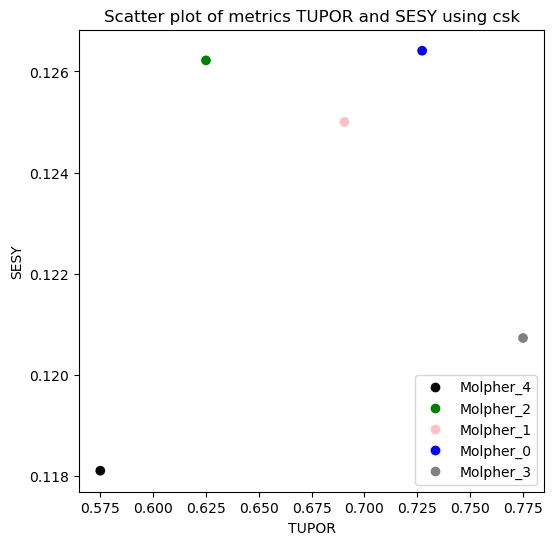 Scatter plot of metrics TUPOR and SESY using csk
0.126
0.124
0.122
0.120
0.118
SESY
Molpher_4
Molpher_2
Molpher_1
Molpher_0
Molpher_3
0.575 0.600 0.625 0.650 0.675 0.700 0.725 0.750 0.775
TUPOR